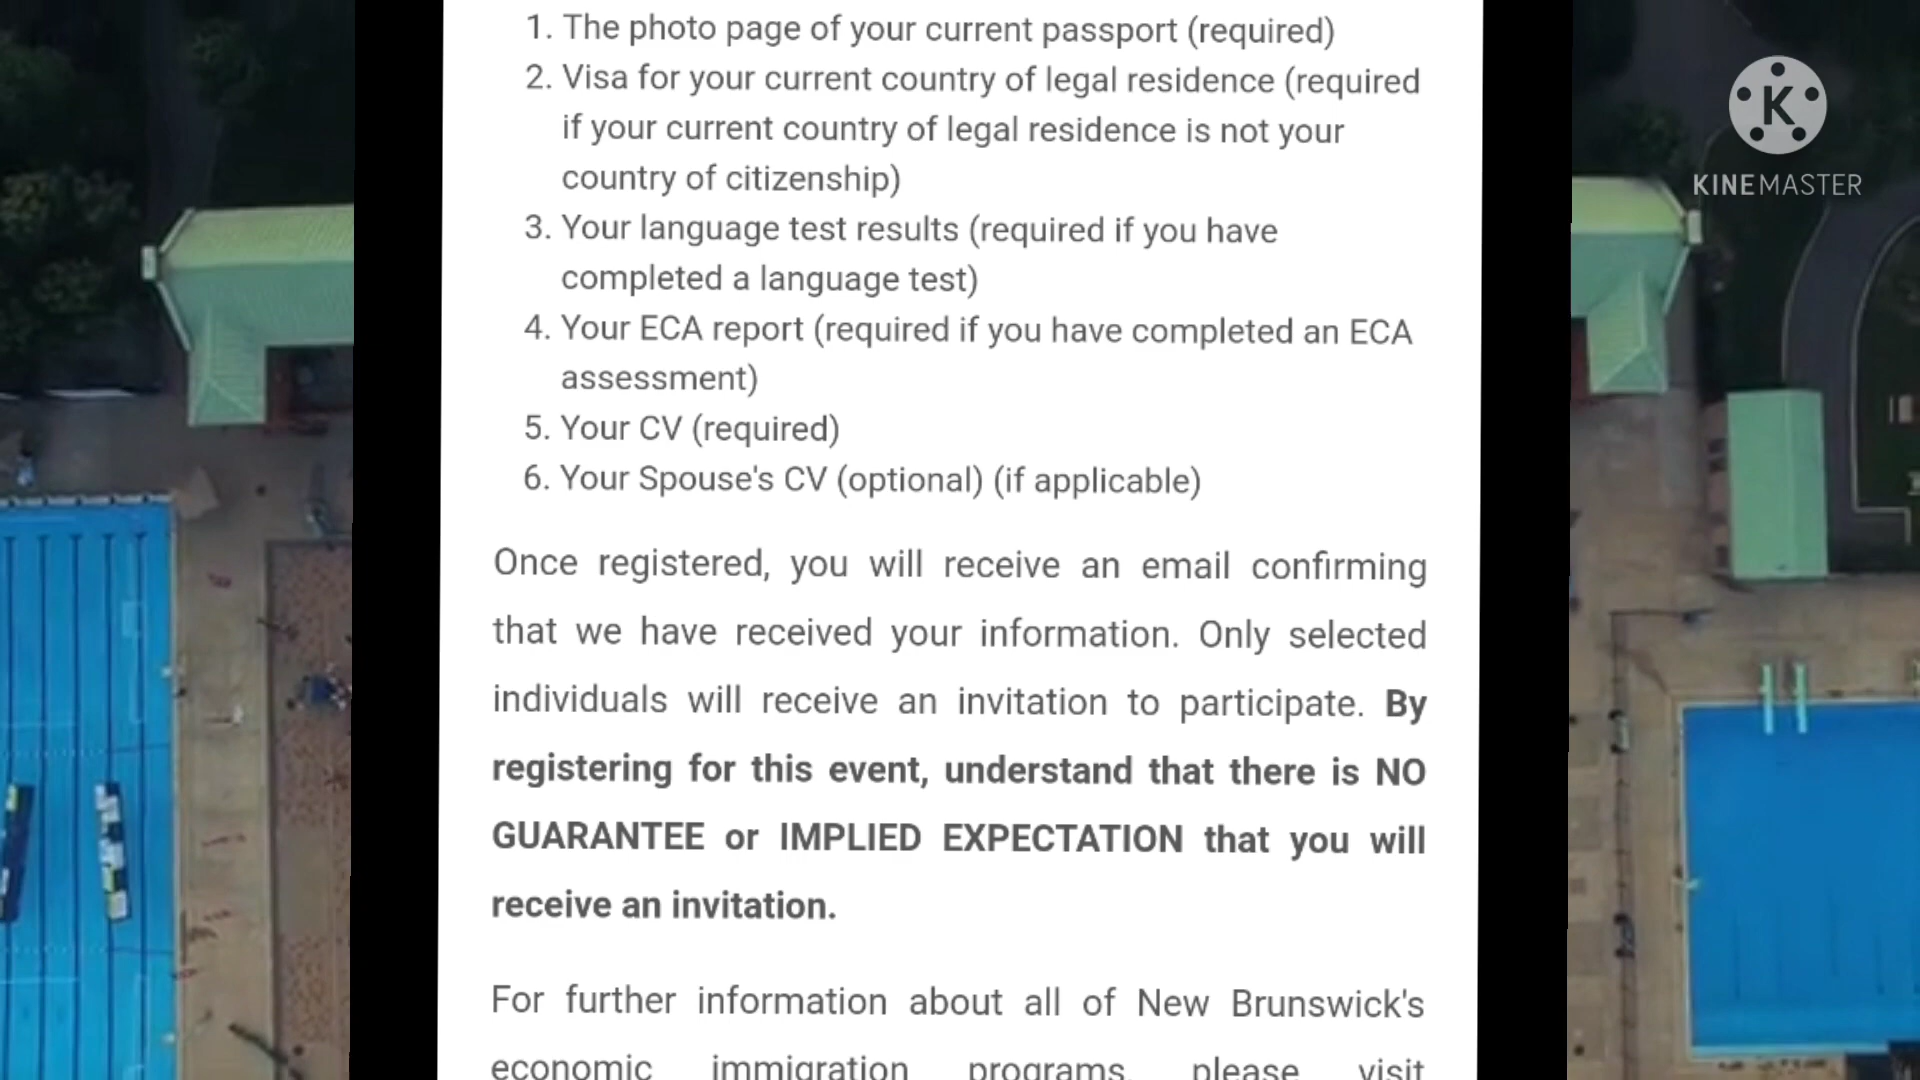 1. The photo page of your current passport (required)
2. Visa for your current country of legal residence (required
if your current country of legal residence is not your
country of citizenship)
3. Your language test results (required if you have
completed a language test)
4. Your ECA report (required if you have completed an ECA
assessment)
5. Your CV (required)
6. Your Spouse's CV (optional) (if applicable)
Once registered, you will receive an email confirming
that we have received your information. Only selected
individuals will receive an invitation to participate. By
registering for this event, understand that there is NO
GUARANTEE or IMPLIED EXPECTATION that you will
receive an invitation.
For further information about all of New Brunswick's
economic immigration programs, please visit
K
KINEMASTER